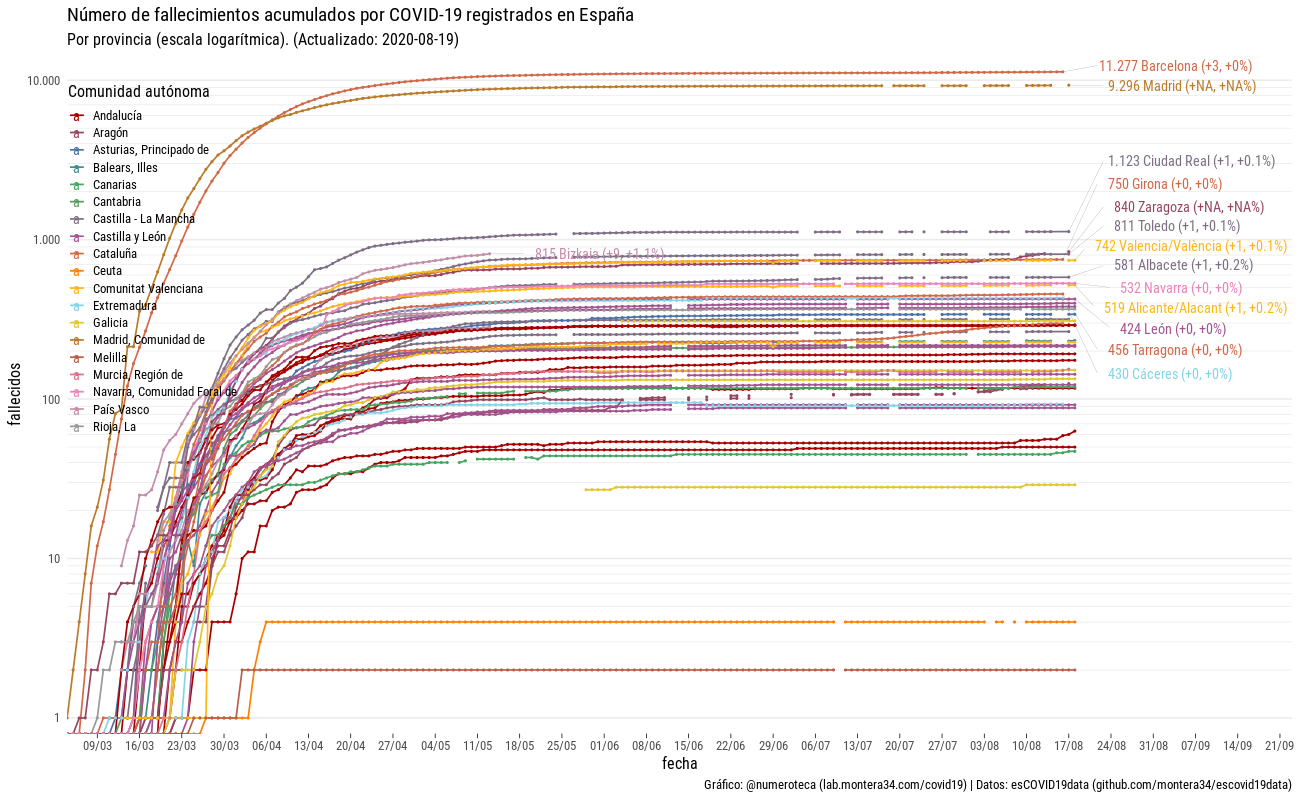 Número de fallecimientos acumulados por COVID-19 registrados en España
Por provincia (escala logarítmica). (Actualizado: 2020-08-19)
fallecidos
10.000
1.000
100
10
1
Comunidad autónoma
Andalucía
Aragón
Asturias, Principado de
Balears, Illes
Canarias
Cantabria
Castilla - La Mancha
Castilla y León
Cataluña
Ceuta
Comunitat Valenciana
Extremadura
Galicia
Madrid, Comunidad de
Melilla
Murcia, Región de
Navarra, Comunidad Foral de
País Vasco
Rioja, La
815 Bizkaia (+9, +1.1%)
11.277 Barcelona (+3, +0%)
9.296 Madrid (+NA, +NA%)
1.123 Ciudad Real (+1, +0.1%)
750 Girona (+0, +0%)
840 Zaragoza (+NA, +NA%)
811 Toledo (+1, +0.1%)
742 Valencia/València (+1, +0.1%)
581 Albacete (+1, +0.2%)
532 Navarra (+0, +0%)
519 Alicante/Alacant (+1, +0.2%)
424 León (+0, +0%)
456 Tarragona (+0, +0%)
430 Cáceres (+0, +0%)
09/03 16/03 23/03 30/03 06/04 13/04 20/04 27/04 04/05 11/05 18/05 25/05 01/06 08/06 15/06 22/06 29/06 06/07 13/07 20/07 27/07 03/08 10/08 17/08 24/08 31/08 07/09 14/09 21/09
fecha
Gráfico: @numeroteca (lab.montera34.com/covid19) | Datos: esCOVID19data (github.com/montera34/escovid19data)